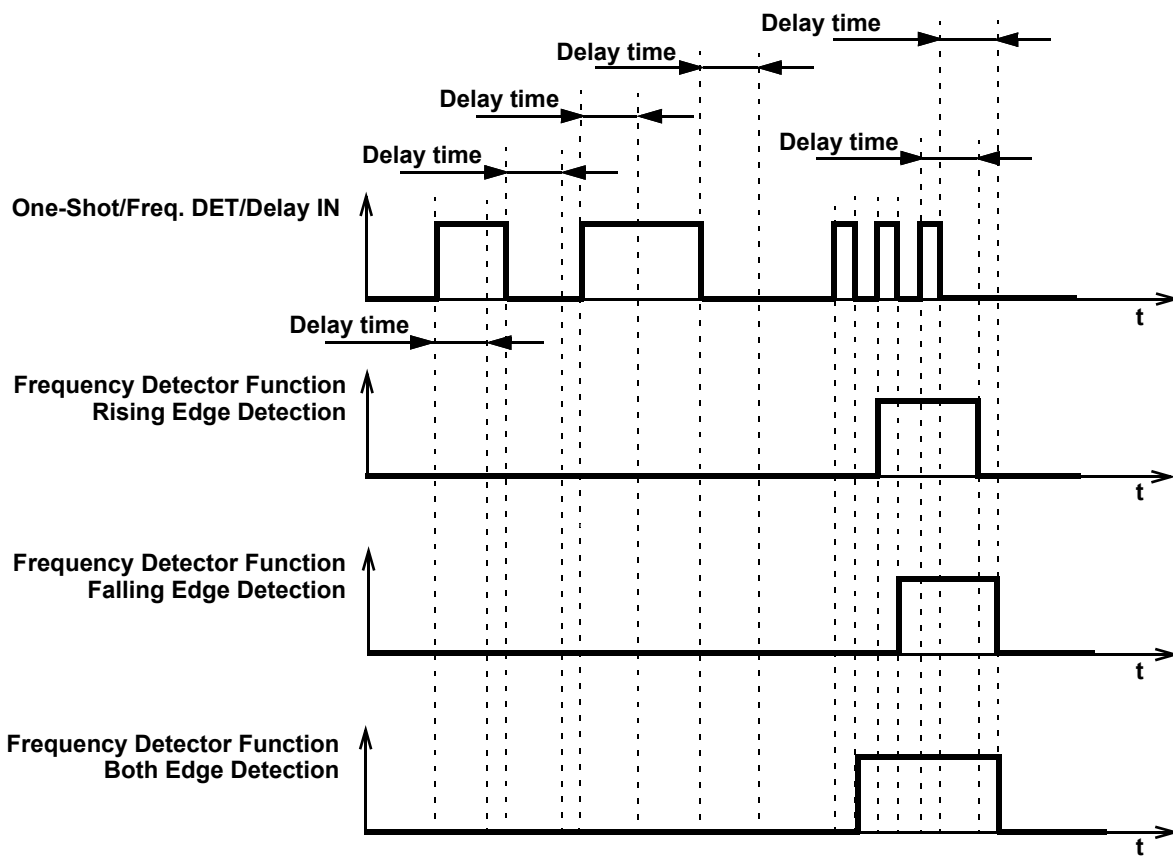 Delay time
Delay time
Delay time
Delay time
Delay time
One-Shot/Freq. DET/Delay IN
t
Delay time
Frequency Detector Function
Rising Edge Detection
t
Frequency Detector Function
Falling Edge Detection
t
Frequency Detector Function
Both Edge Detection
t